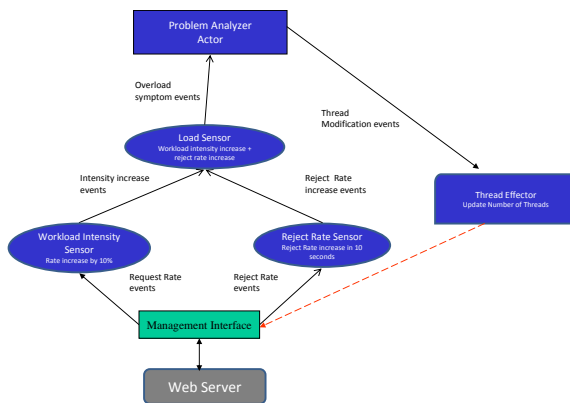 Problem Analyzer
Actor
Overload
symptom events
Thread
Modification events
Load Sensor
Workload intensity increase +
reject rate increase
Intensity increase
events
Reject Rate
increase events
Thread Effector
Update Number of Threads
Workload Intensity
Sensor
Rate increase by 10%
Reject Rate Sensor
Reject Rate increase in 10
seconds
Request Rate
events
Reject Rate
events
Management Interface
Web Server